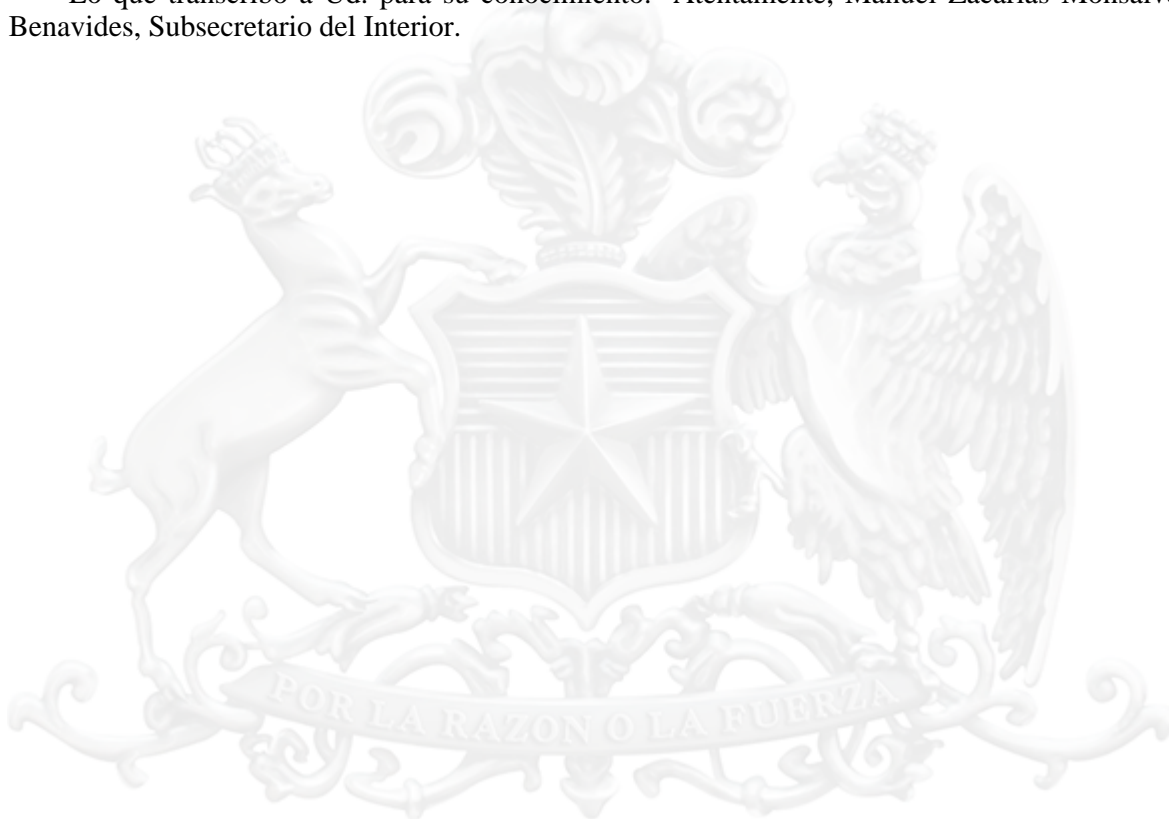 Lo que transcribo a Ud. para su conocimiento.- Atentamente, Manuel Zacarías Monsalve
Benavides, Subsecretario del Interior.
POR LA RAZON O LA FUERZA